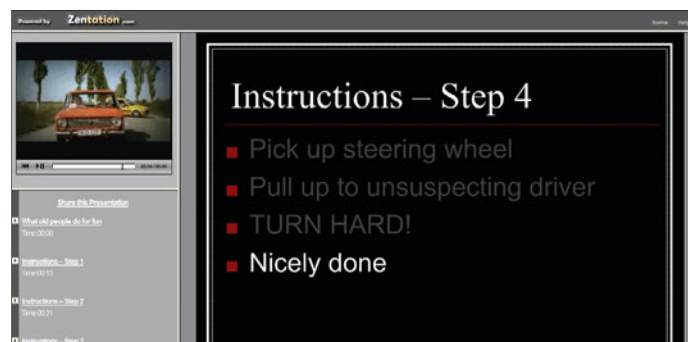 Powered by Zentation.com
Home Help
Share this Presentation
What old people do for fun
Time:00:00
Instructions – Step 1
Time:00:13
Instructions – Step 2
Time:00:21
Instructions – Step 3
Instructions – Step 4
Pick up steering wheel
Pull up to unsuspecting driver
TURN HARD!
Nicely done